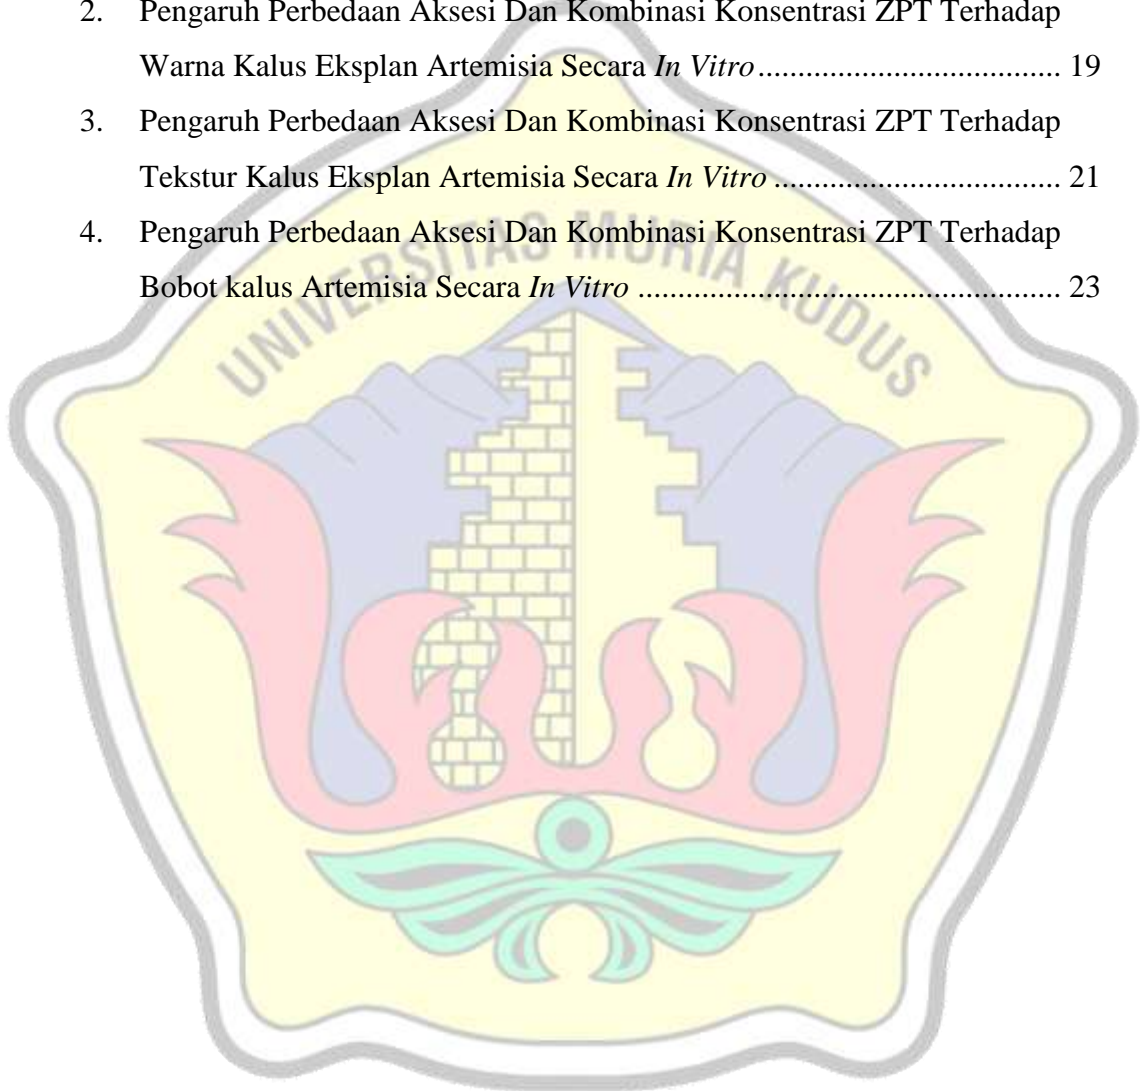 2. Pengaruh Perbedaan Aksesi Dan Kombinasi Konsentrasi ZPT Terhadap
Warna Kalus Eksplan Artemisia Secara In Vitro ...................................... 19
3. Pengaruh Perbedaan Aksesi Dan Kombinasi Konsentrasi ZPT Terhadap
Tekstur Kalus Eksplan Artemisia Secara In Vitro .................................... 21
4. Pengaruh Perbedaan Aksesi Dan Kombinasi Konsentrasi ZPT Terhadap
Bobot kalus Artemisia Secara In Vitro ..................................................... 23
UNIVERSITAS MURIA KUDUS